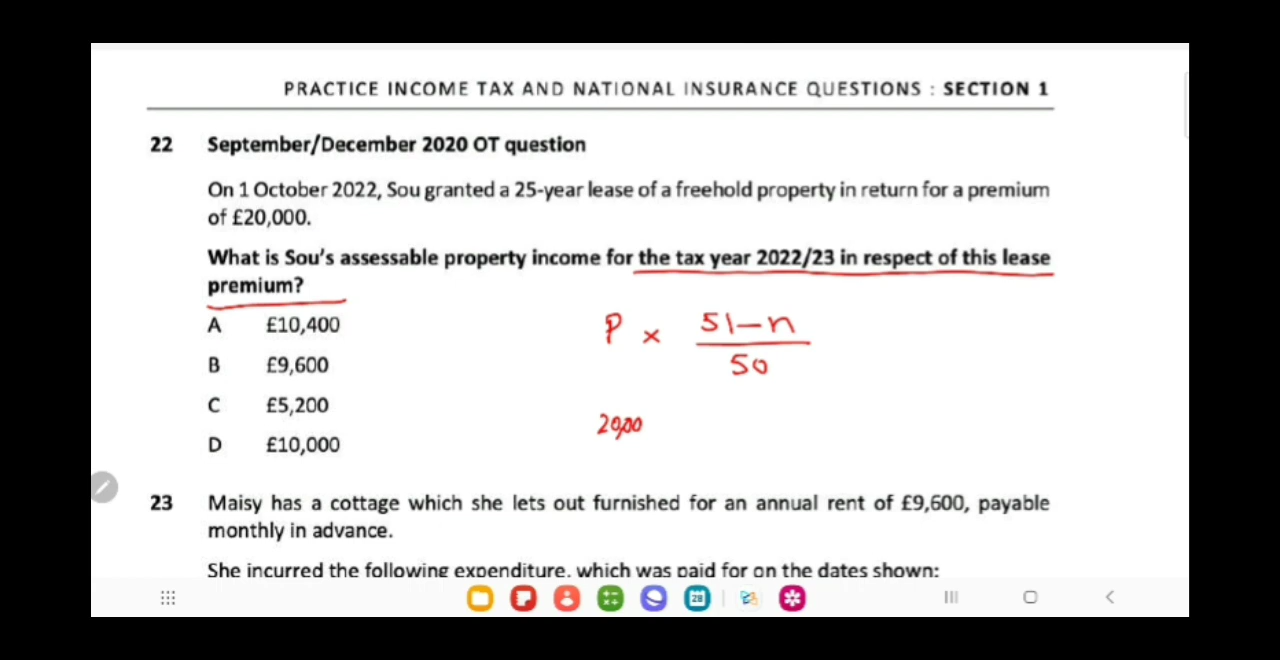 PRACTICE INCOME TAX AND NATIONAL INSURANCE QUESTIONS : SECTION 1
22 September/December 2020 OT question
On 1 October 2022, Sou granted a 25-year lease of a freehold property in return for a premium
of £20,000.
What is Sou's assessable property income for the tax year 2022/23 in respect of this lease
premium?
A £10,400
B £9,600
C £5,200
D £10,000
P × 51-n
50
23 Maisy has a cottage which she lets out furnished for an annual rent of £9,600, payable
monthly in advance.
She incurred the following expenditure, which was paid for on the dates shown:
28